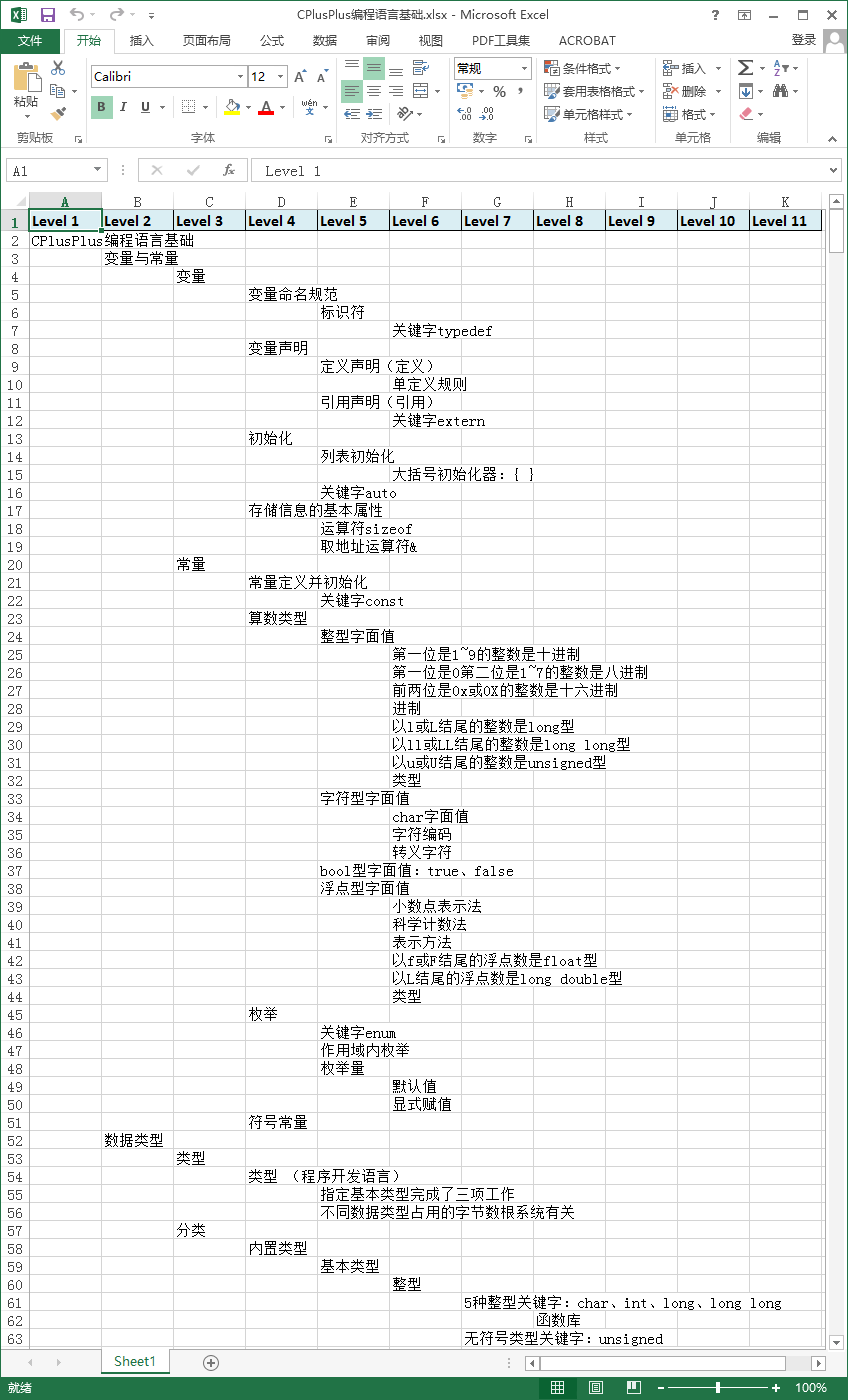 CPlusPlus编程语言基础.xlsx - Microsoft Excel
文件 开始 插入 页面布局 公式 数据 审阅 视图 PDF工具集 ACROBAT 登录
粘贴 Calibri 12 A A 常规 条件格式 插入
B I U A wén 文 % , 套用表格格式 删除
单元格样式 格式
剪贴板 字体 对齐方式 数字 样式 单元格 编辑
A1 fx Level 1
A B C D E F G H I J K
1 Level 1 Level 2 Level 3 Level 4 Level 5 Level 6 Level 7 Level 8 Level 9 Level 10 Level 11
2 CPlusPlus编程语言基础
3 变量与常量
4 变量
5 变量命名规范
6 标识符
7 关键字typedef
8 变量声明
9 定义声明（定义）
10 单定义规则
11 引用声明（引用）
12 关键字extern
13 初始化
14 列表初始化
15 大括号初始化器：{ }
16 关键字auto
17 存储信息的基本属性
18 运算符sizeof
19 取地址运算符&
20 常量
21 常量定义并初始化
22 关键字const
23 算数类型
24 整型字面值
25 第一位是1~9的整数是十进制
26 第一位是0第二位是1~7的整数是八进制
27 前两位是0x或0X的整数是十六进制
28 进制
29 以l或L结尾的整数是long型
30 以ll或LL结尾的整数是long long型
31 以u或U结尾的整数是unsigned型
32 类型
33 字符型字面值
34 char字面值
35 字符编码
36 转义字符
37 bool型字面值：true、false
38 浮点型字面值
39 小数点表示法
40 科学计数法
41 表示方法
42 以f或F结尾的浮点数是float型
43 以L结尾的浮点数是long double型
44 类型
45 枚举
46 关键字enum
47 作用域内枚举
48 枚举量
49 默认值
50 显式赋值
51 符号常量
52 数据类型
53 类型
54 类型 （程序开发语言）
55 指定基本类型完成了三项工作
56 不同数据类型占用的字节数根系统有关
57 分类
58 内置类型
59 基本类型
60 整型
61 5种整型关键字：char、int、long、long long
62 函数库
63 无符号类型关键字：unsigned
Sheet1
就绪 100%